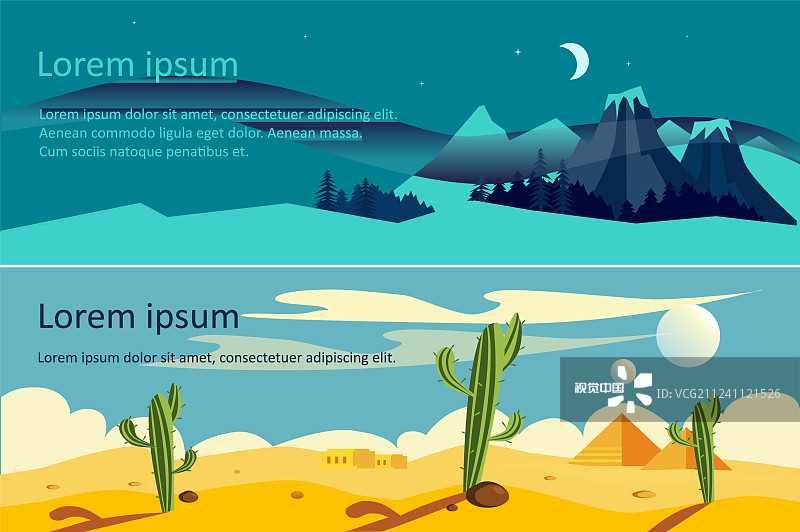 Lorem ipsum
Lorem ipsum dolor sit amet, consectetuer adipiscing elit.
Aenean commodo ligula eget dolor. Aenean massa.
Cum sociis natoque penatibus et.
Lorem ipsum
Lorem ipsum dolor sit amet, consectetuer adipiscing elit.
视觉中国 ID:VCG211241121526